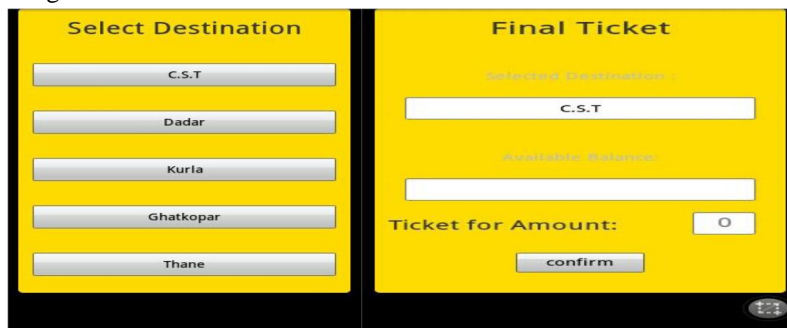 Select Destination
C.S.T
Dadar
Kurla
Ghatkopar
Thane
Final Ticket
Selected Destination :
C.S.T
Available Balance:
Ticket for Amount: 0
confirm